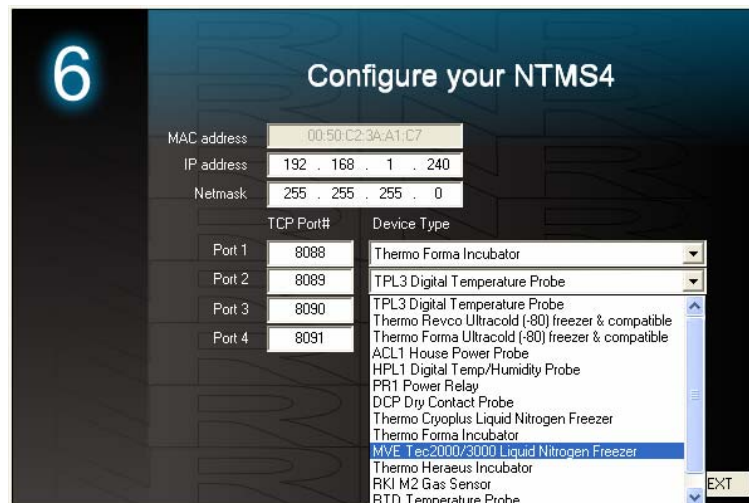 6
Configure your NTMS4
MAC address 00:50:C2:3A:A1:C7
IP address 192 . 168 . 1 . 240
Netmask 255 . 255 . 255 . 0
TCP Port# Device Type
Port 1 8088 Thermo Forma Incubator
Port 2 8089 TPL3 Digital Temperature Probe
Port 3 8090
Port 4 8091
TPL3 Digital Temperature Probe
Thermo Revco Ultracold (-80) freezer & compatible
Thermo Forma Ultracold (-80) freezer & compatible
ACL1 House Power Probe
HPL1 Digital Temp/Humidity Probe
PR1 Power Relay
DCP Dry Contact Probe
Thermo Cryoplus Liquid Nitrogen Freezer
Thermo Forma Incubator
MVE Tec2000/3000 Liquid Nitrogen Freezer
Thermo Heraeus Incubator
RKI M2 Gas Sensor
RTD Temperature Probe
EXT